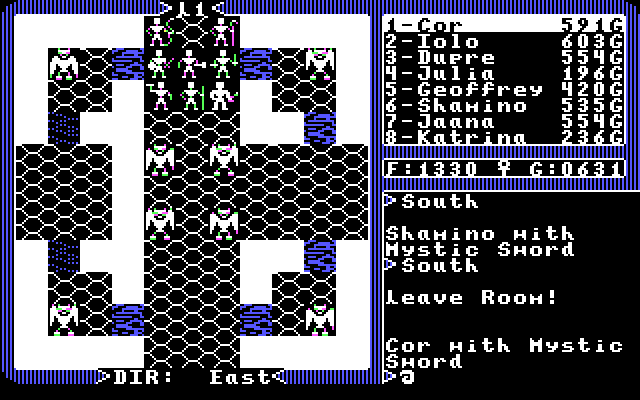 L1
1-Cor 591G
2-Iolo 603G
3-Dupre 554G
4-Julia 196G
5-Geoffrey 420G
6-Shamino 535G
7-Jaana 554G
8-Katrina 236G
F:1330 G:0631
South
Shamino with
Mystic Sword
South
Leave Room!
Cor with Mystic
Sword
DIR: East